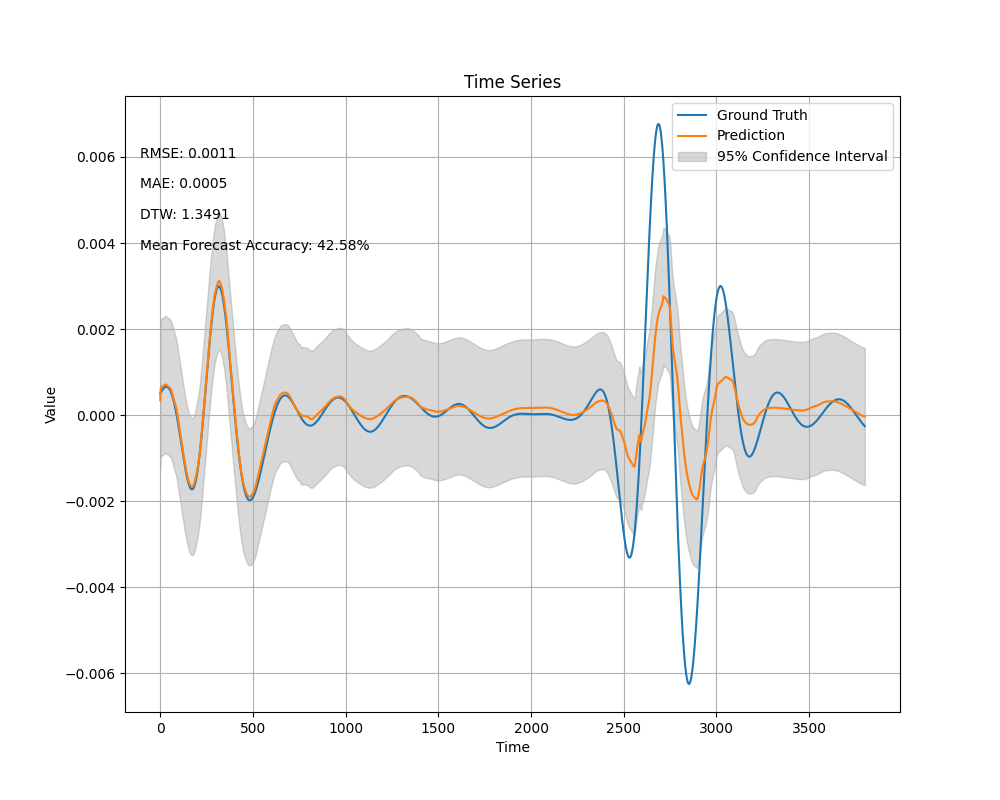 Time Series
Ground Truth
Prediction
95% Confidence Interval
RMSE: 0.0011
MAE: 0.0005
DTW: 1.3491
Mean Forecast Accuracy: 42.58%
Value
0.006
0.004
0.002
0.000
−0.002
−0.004
−0.006
0 500 1000 1500 2000 2500 3000 3500
Time